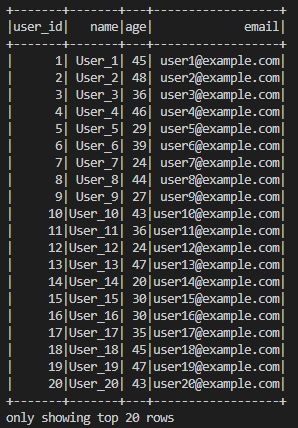 +-------+-------+---+------------------+
|user_id|   name|age|             email|
+-------+-------+---+------------------+
|      1| User_1| 45| user1@example.com|
|      2| User_2| 48| user2@example.com|
|      3| User_3| 36| user3@example.com|
|      4| User_4| 46| user4@example.com|
|      5| User_5| 29| user5@example.com|
|      6| User_6| 39| user6@example.com|
|      7| User_7| 24| user7@example.com|
|      8| User_8| 44| user8@example.com|
|      9| User_9| 27| user9@example.com|
|     10|User_10| 43|user10@example.com|
|     11|User_11| 36|user11@example.com|
|     12|User_12| 24|user12@example.com|
|     13|User_13| 47|user13@example.com|
|     14|User_14| 20|user14@example.com|
|     15|User_15| 30|user15@example.com|
|     16|User_16| 30|user16@example.com|
|     17|User_17| 35|user17@example.com|
|     18|User_18| 45|user18@example.com|
|     19|User_19| 47|user19@example.com|
|     20|User_20| 43|user20@example.com|
+-------+-------+---+------------------+
only showing top 20 rows